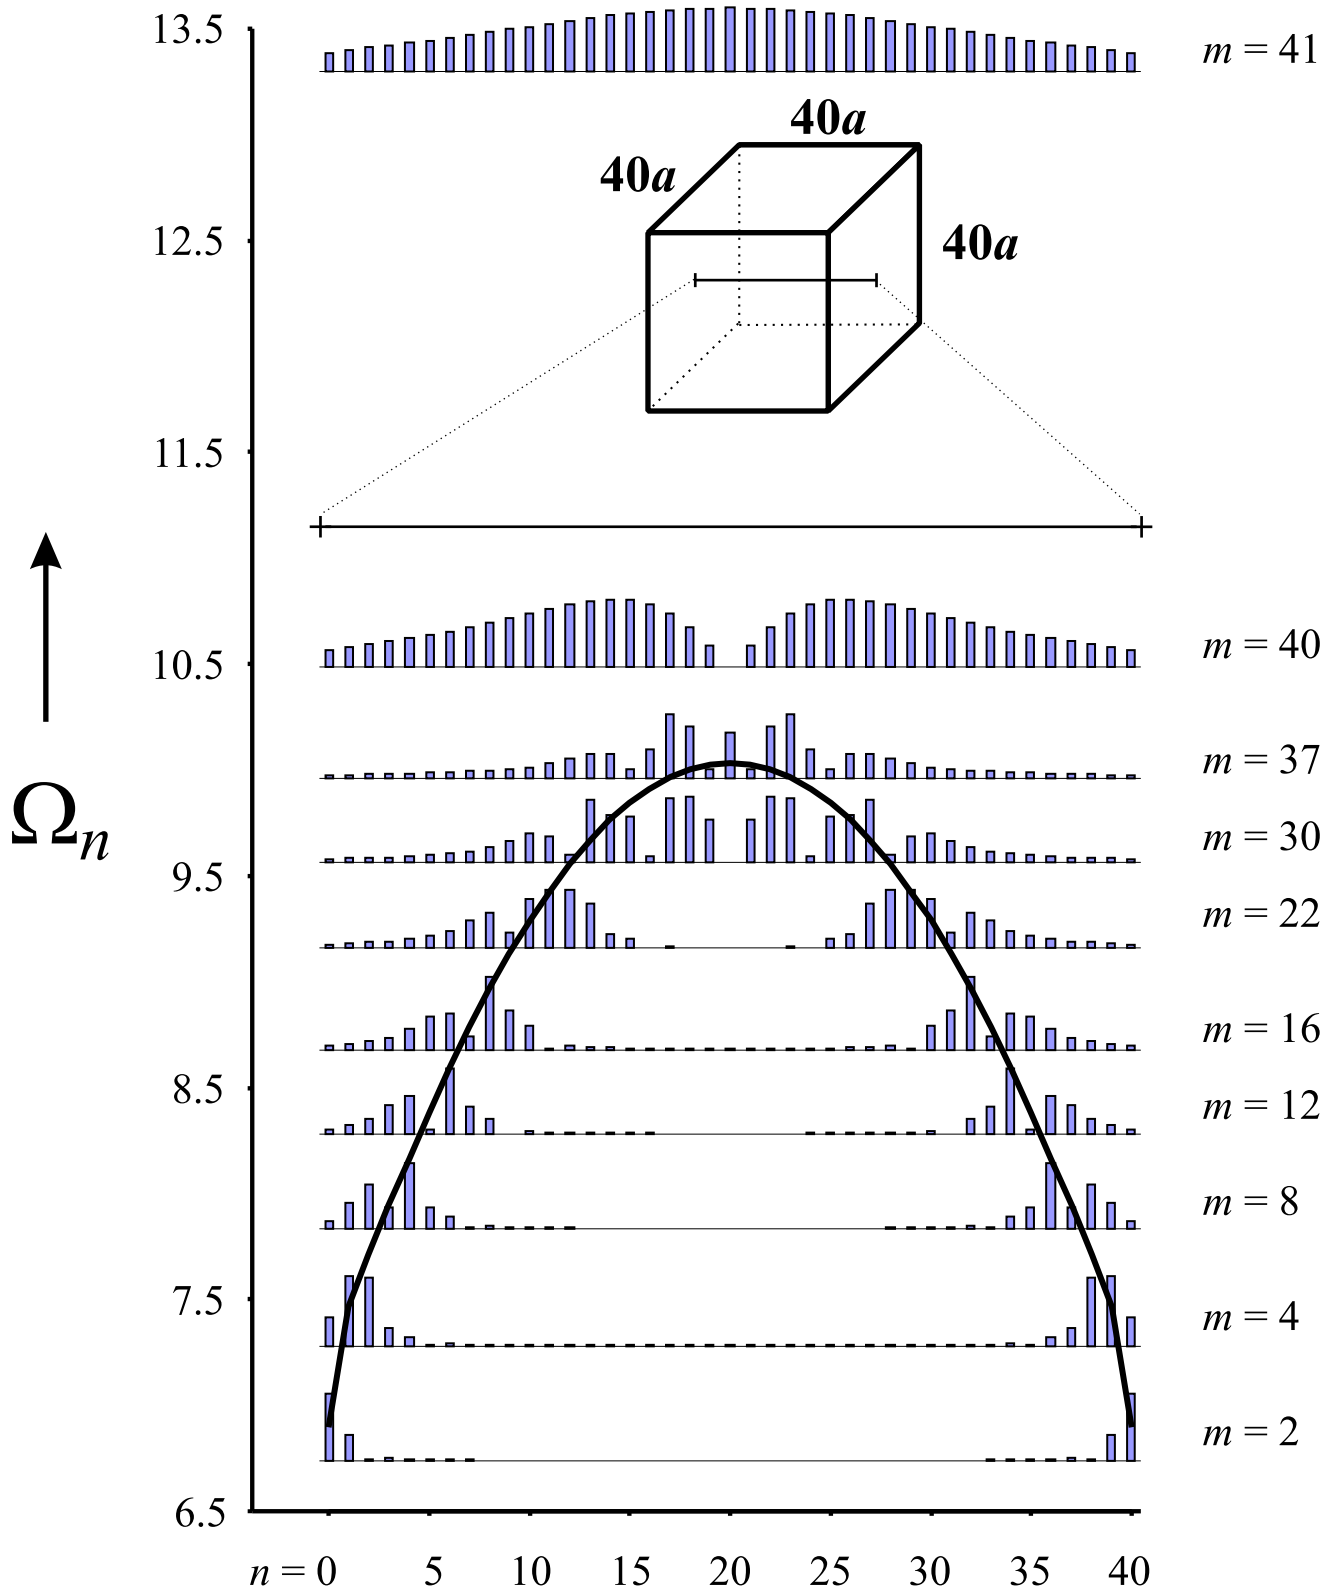 13.5
m = 41
40a
40a
12.5
40a
11.5
10.5
m = 40
m = 37
Ωn
m = 30
9.5
m = 22
m = 16
8.5
m = 12
m = 8
7.5
m = 4
m = 2
6.5
n = 0 5 10 15 20 25 30 35 40